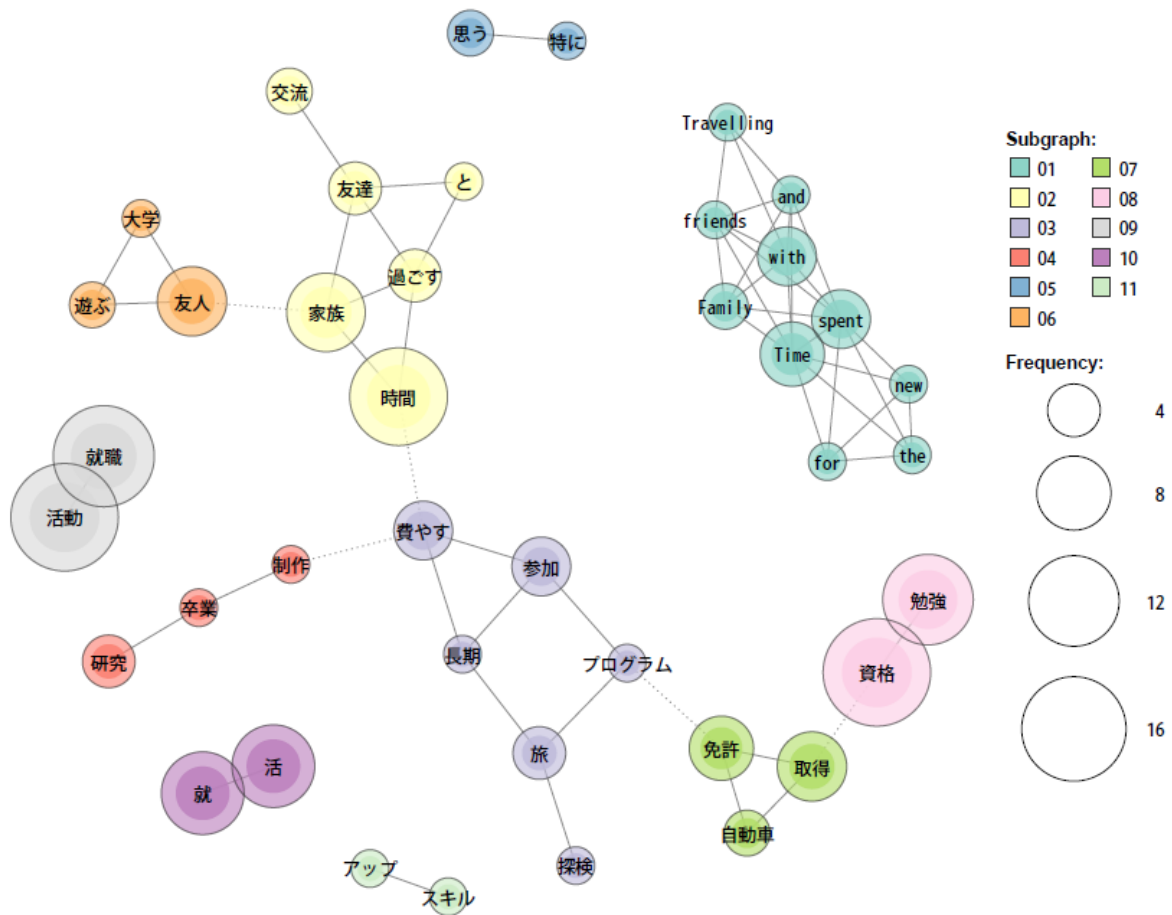 思う
特に
交流
Travelling
友達
と
and
大学
friends
with
過ごす
遊ぶ
友人
家族
Family
spent
Time
時間
new
就職
for
the
活動
費やす
制作
参加
勉強
卒業
長期
プログラム
研究
資格
免許
旅
取得
活
就
自動車
アップ
探検
スキル
Subgraph:
01 07
02 08
03 09
04 10
05 11
06
Frequency:
4
8
12
16